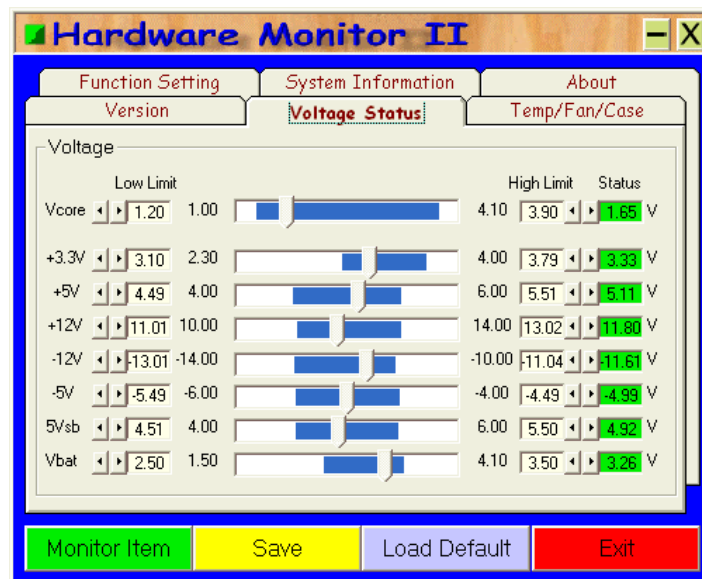 Hardware Monitor II
Function Setting System Information About
Version Voltage Status Temp/Fan/Case
Voltage
Low Limit High Limit Status
Vcore 1.20 1.00 4.10 3.90 1.65 V
+3.3V 3.10 2.30 4.00 3.79 3.33 V
+5V 4.49 4.00 6.00 5.51 5.11 V
+12V 11.01 10.00 14.00 13.02 11.80 V
-12V -13.01 -14.00 -10.00 -11.04 -11.61 V
-5V -5.49 -6.00 -4.00 -4.49 -4.99 V
5Vsb 4.51 4.00 6.00 5.50 4.92 V
Vbat 2.50 1.50 4.10 3.50 3.26 V
Monitor Item Save Load Default Exit